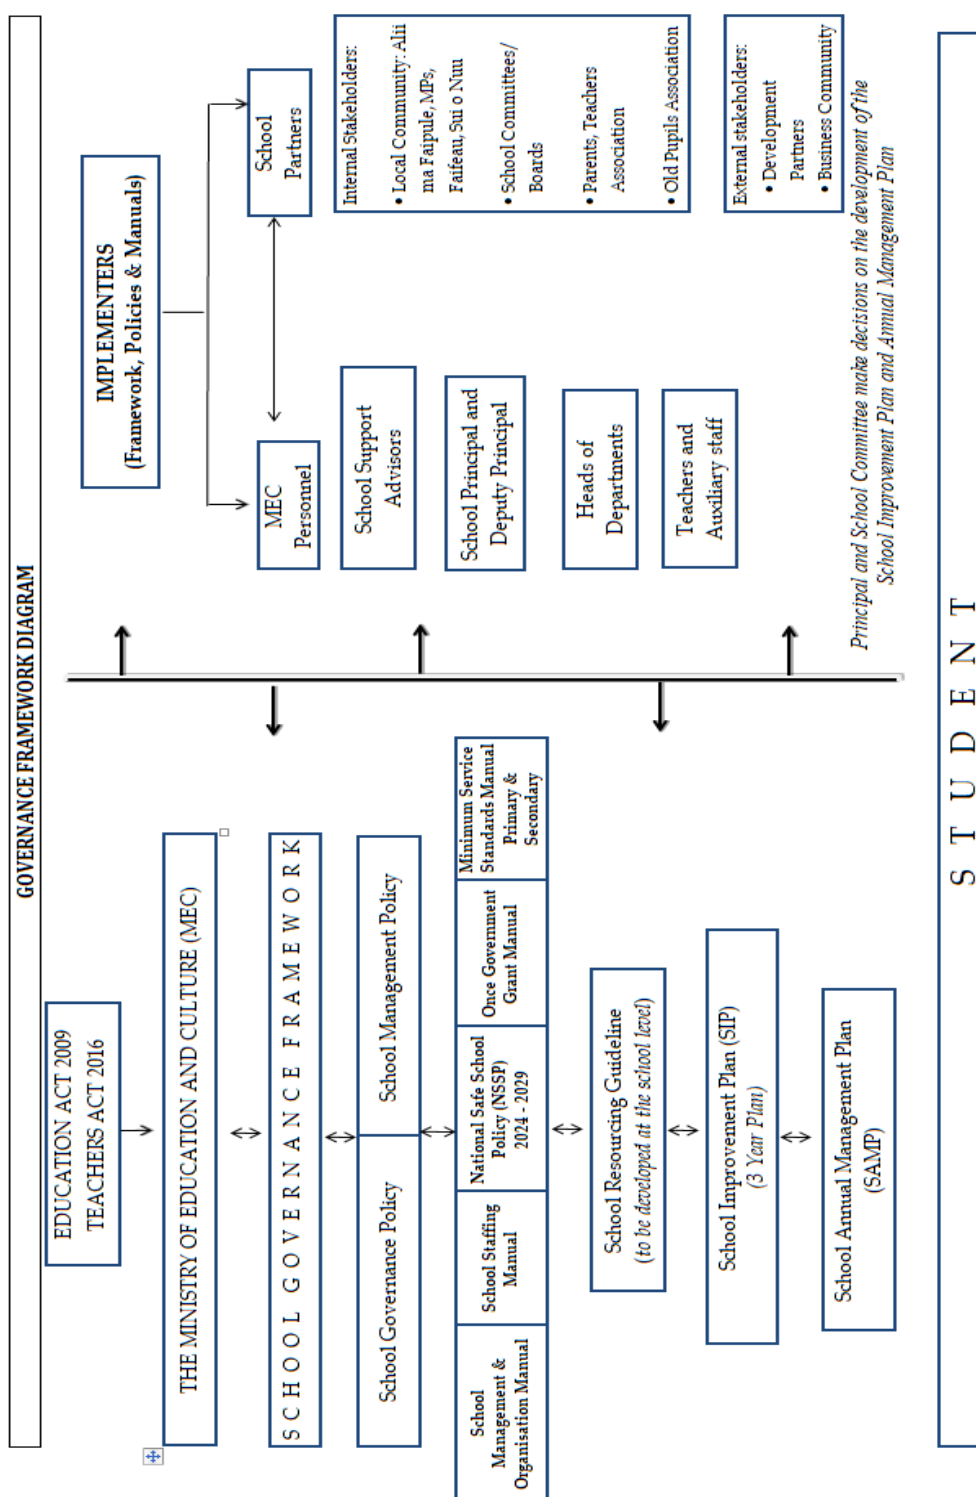 GOVERNANCE FRAMEWORK DIAGRAM
EDUCATION ACT 2009
TEACHERS ACT 2016
THE MINISTRY OF EDUCATION AND CULTURE (MEC)
SCHOOL GOVERNANCE FRAMEWORK
School Governance Policy
School Management Policy
School
Management &
Organisation Manual
School Staffing
Manual
National Safe School
Policy (NSSP)
2024 - 2029
Once Government
Grant Manual
Minimum Service
Standards Manual
Primary &
Secondary
School Resourcing Guideline
(to be developed at the school level)
School Improvement Plan (SIP)
(3 Year Plan)
School Annual Management Plan
(SAMP)
IMPLEMENTERS
(Framework, Policies & Manuals)
MEC
Personnel
School Support
Advisors
School Principal and
Deputy Principal
Heads of
Departments
Teachers and
Auxiliary staff
School
Partners
Internal Stakeholders:
• Local Community: Alii
ma Faipule, MPs,
Faifeau, Sui o Nuu
• School Committees/
Boards
• Parents, Teachers
Association
• Old Pupils Association
External stakeholders:
• Development
Partners
• Business Community
Principal and School Committee make decisions on the development of the
School Improvement Plan and Annual Management Plan
STUDENT